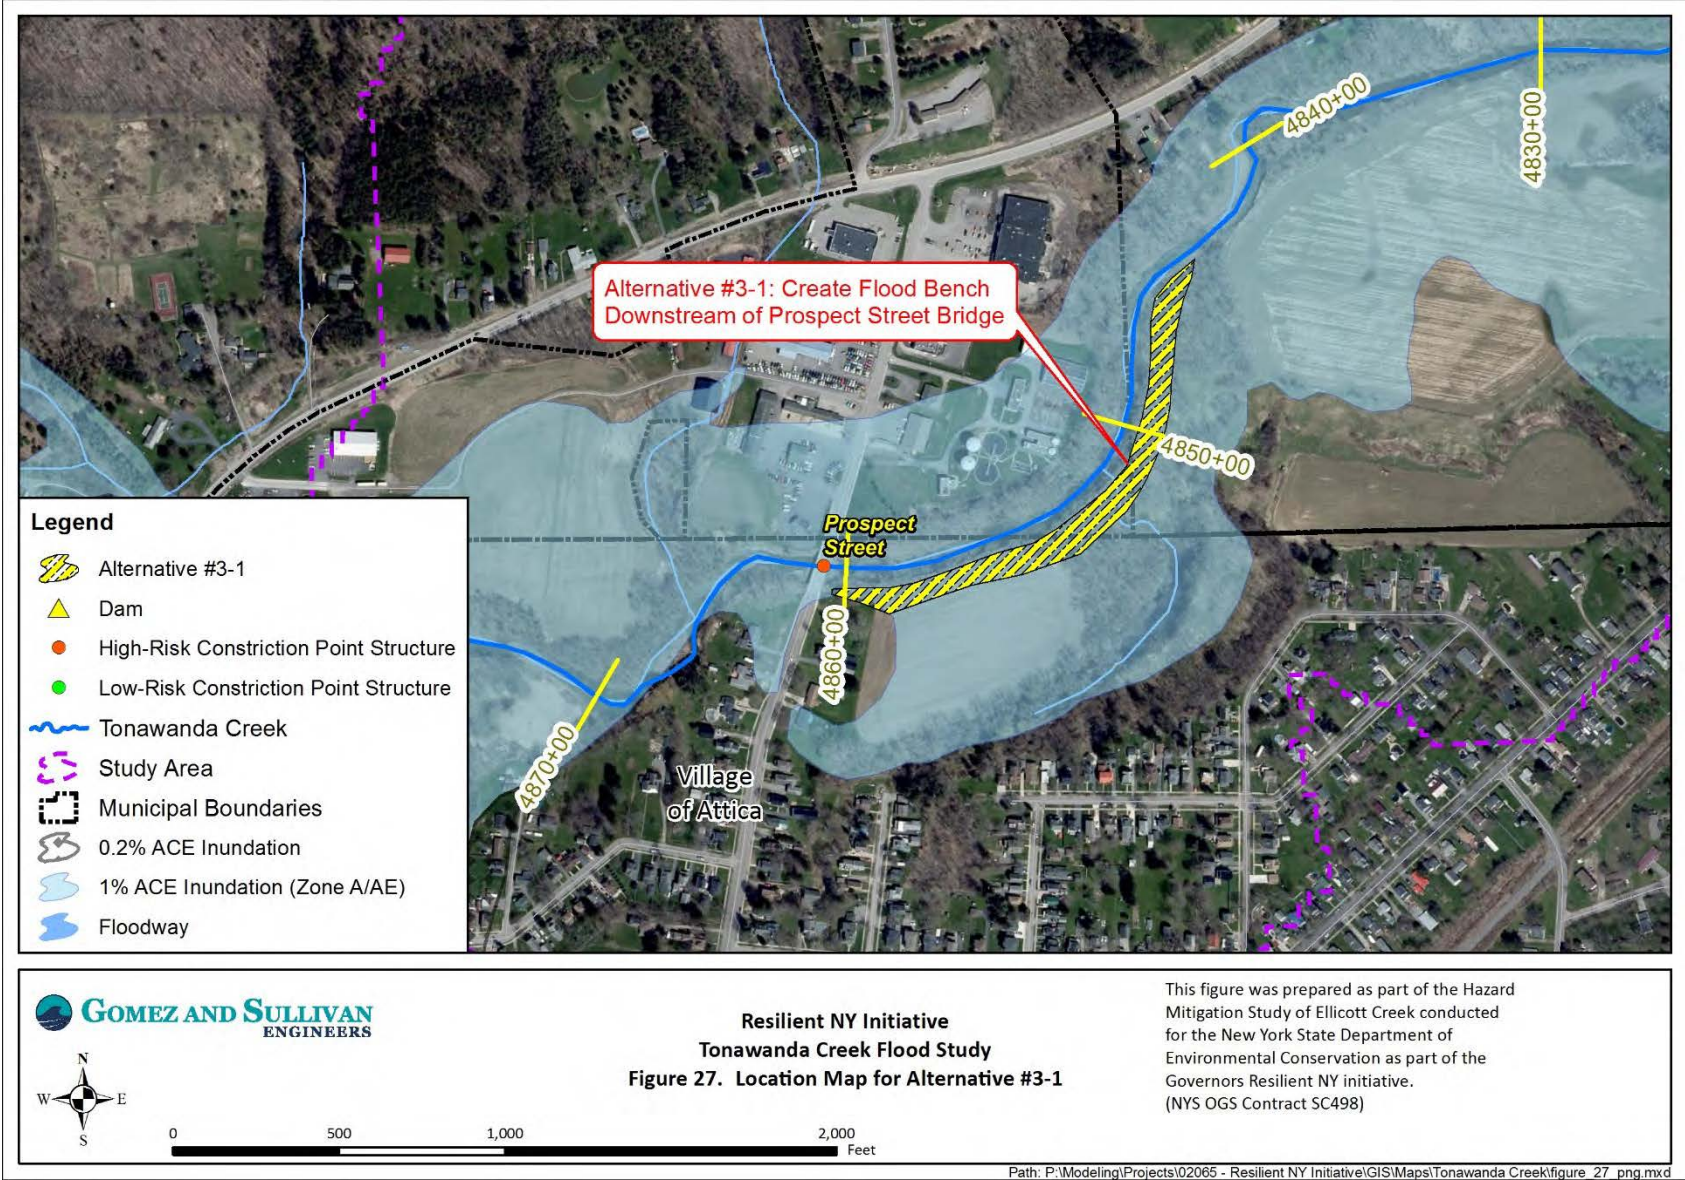 4840+00
4830+00
Alternative #3-1: Create Flood Bench
Downstream of Prospect Street Bridge
4850+00
Prospect
Street
4860+00
4870+00
Village
of Attica
Legend
Alternative #3-1
Dam
High-Risk Constriction Point Structure
Low-Risk Constriction Point Structure
Tonawanda Creek
Study Area
Municipal Boundaries
0.2% ACE Inundation
1% ACE Inundation (Zone A/AE)
Floodway
GOMEZ AND SULLIVAN
ENGINEERS
N
W E
S
0 500 1,000 2,000
Feet
Resilient NY Initiative
Tonawanda Creek Flood Study
Figure 27. Location Map for Alternative #3-1
This figure was prepared as part of the Hazard
Mitigation Study of Ellicott Creek conducted
for the New York State Department of
Environmental Conservation as part of the
Governors Resilient NY initiative.
(NYS OGS Contract SC498)
Path: P:\Modeling\Projects\02065 - Resilient NY Initiative\GIS\Maps\Tonawanda Creek\figure_27_png.mxd